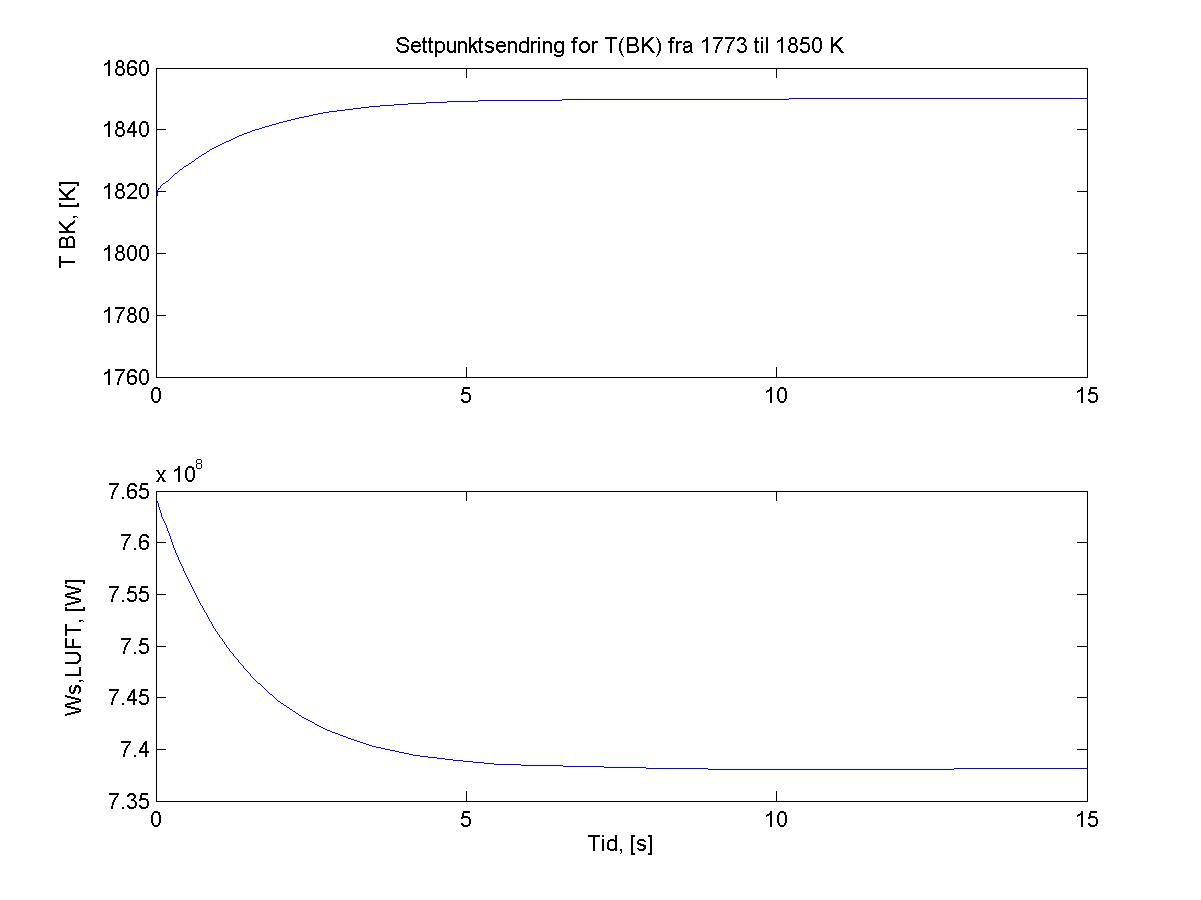 Settpunktsendring for T(BK) fra 1773 til 1850 K
1860
1840
1820
1800
1780
1760
T BK, [K]
0 5 10 15
x 10^8
7.65
7.6
7.55
7.5
7.45
7.4
7.35
Ws,LUFT, [W]
0 5 10 15
Tid, [s]